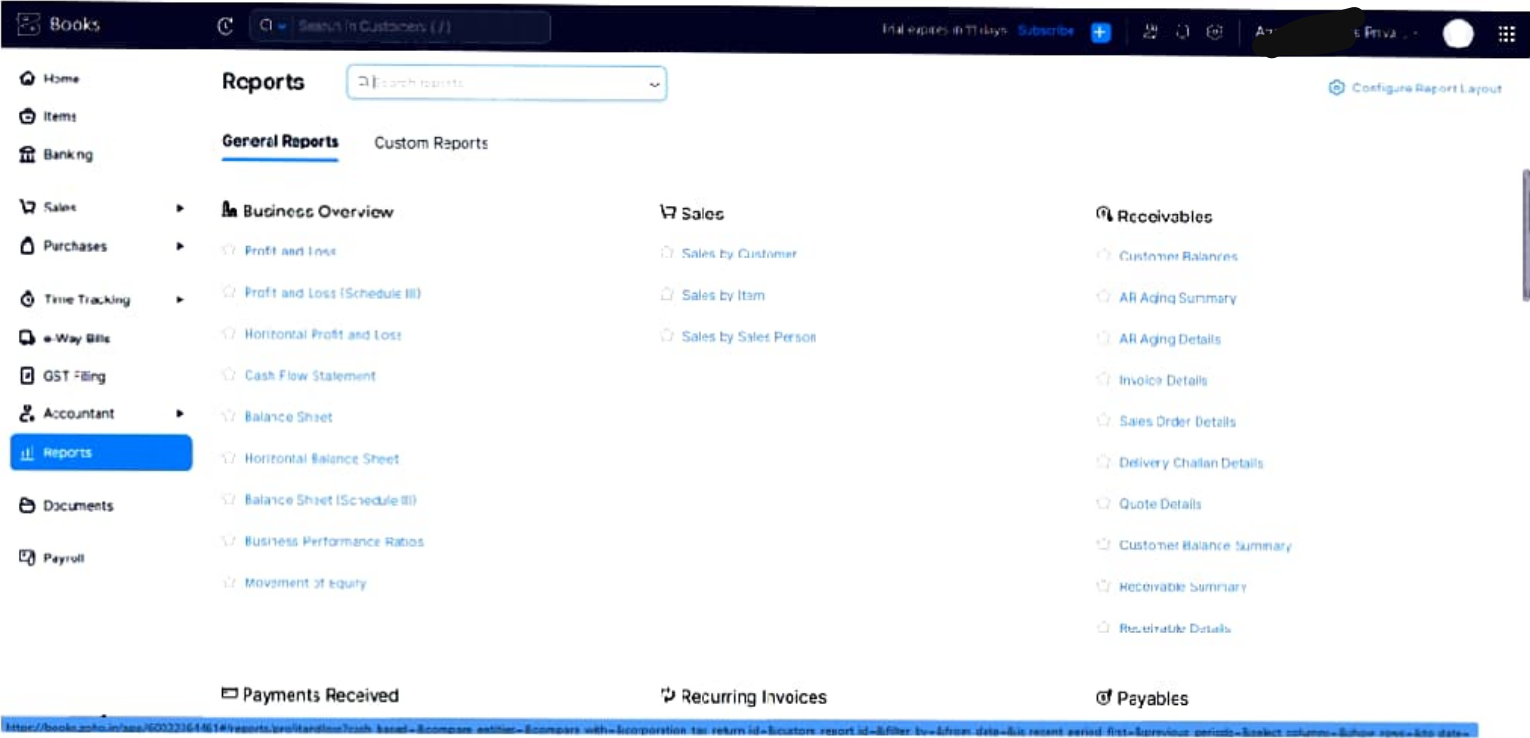 Books
Search in Customers ( / )
Trial expires in 11 days Subscribe
Home
Items
Banking
Sales
Purchases
Time Tracking
e-Way Bills
GST Filing
Accountant
Reports
Documents
Payroll
Reports
Search reports
Configure Report Layout
General Reports
Custom Reports
Business Overview
Profit and Loss
Profit and Loss (Schedule III)
Horizontal Profit and Loss
Cash Flow Statement
Balance Sheet
Horizontal Balance Sheet
Balance Sheet (Schedule III)
Business Performance Ratios
Movement of Equity
Sales
Sales by Customer
Sales by Item
Sales by Sales Person
Receivables
Customer Balances
AR Aging Summary
AR Aging Details
Invoice Details
Sales Order Details
Delivery Challan Details
Quote Details
Customer Balance Summary
Receivable Summary
Receivable Details
Payments Received
Recurring Invoices
Payables